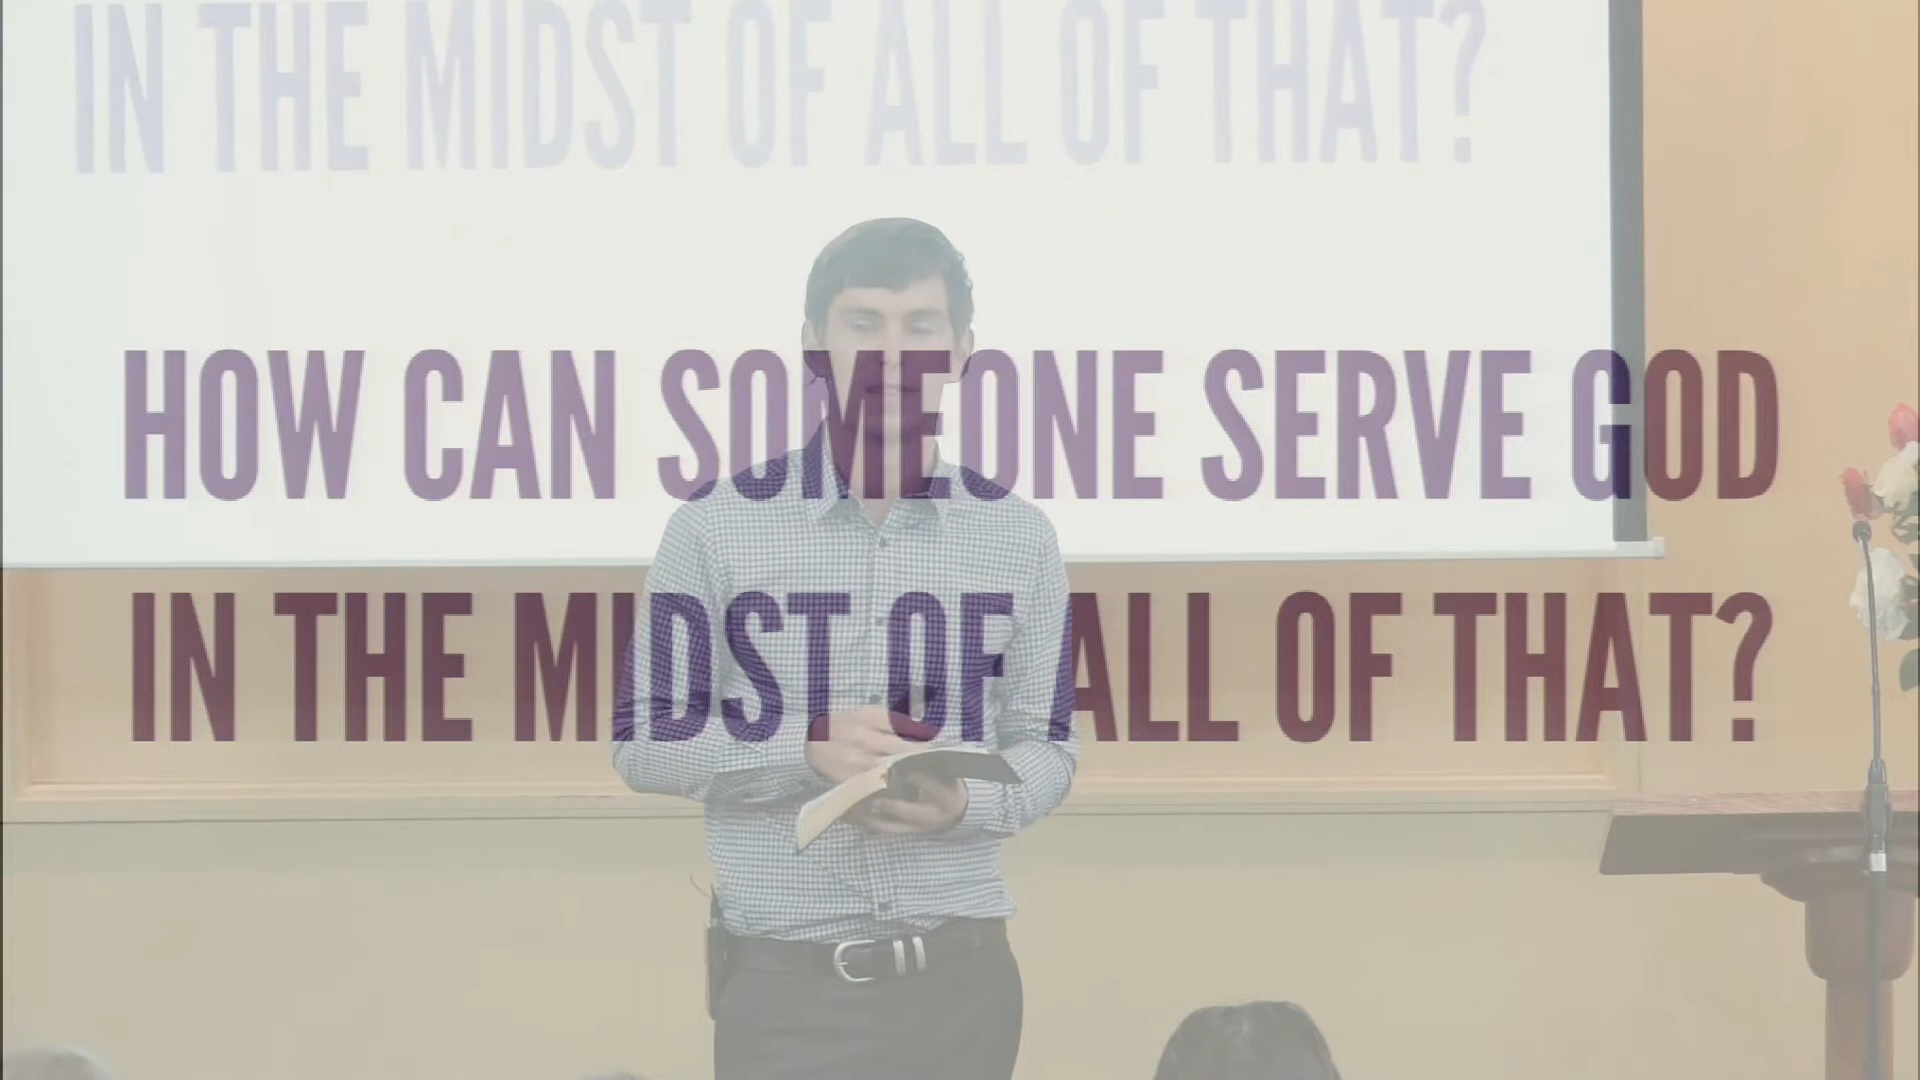 IN THE MIDST OF ALL OF THAT?
HOW CAN SOMEONE SERVE GOD
IN THE MIDST OF ALL OF THAT?